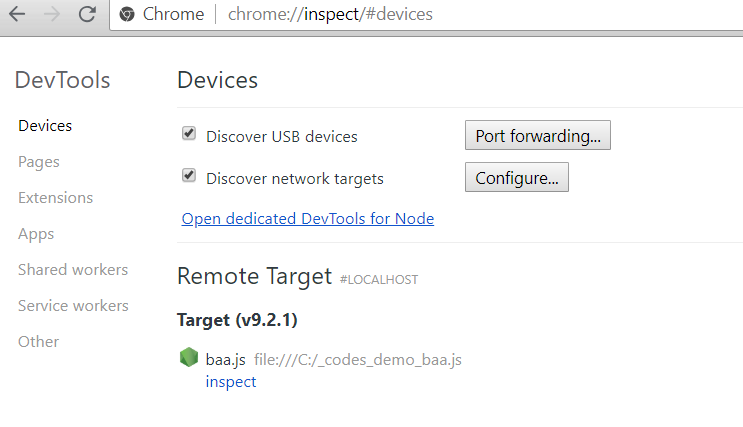 Chrome chrome://inspect/#devices
DevTools
Devices
Pages
Extensions
Apps
Shared workers
Service workers
Other
Devices
Discover USB devices Port forwarding...
Discover network targets Configure...
Open dedicated DevTools for Node
Remote Target #LOCALHOST
Target (v9.2.1)
baa.js file:///C:/_codes_demo_baa.js
inspect